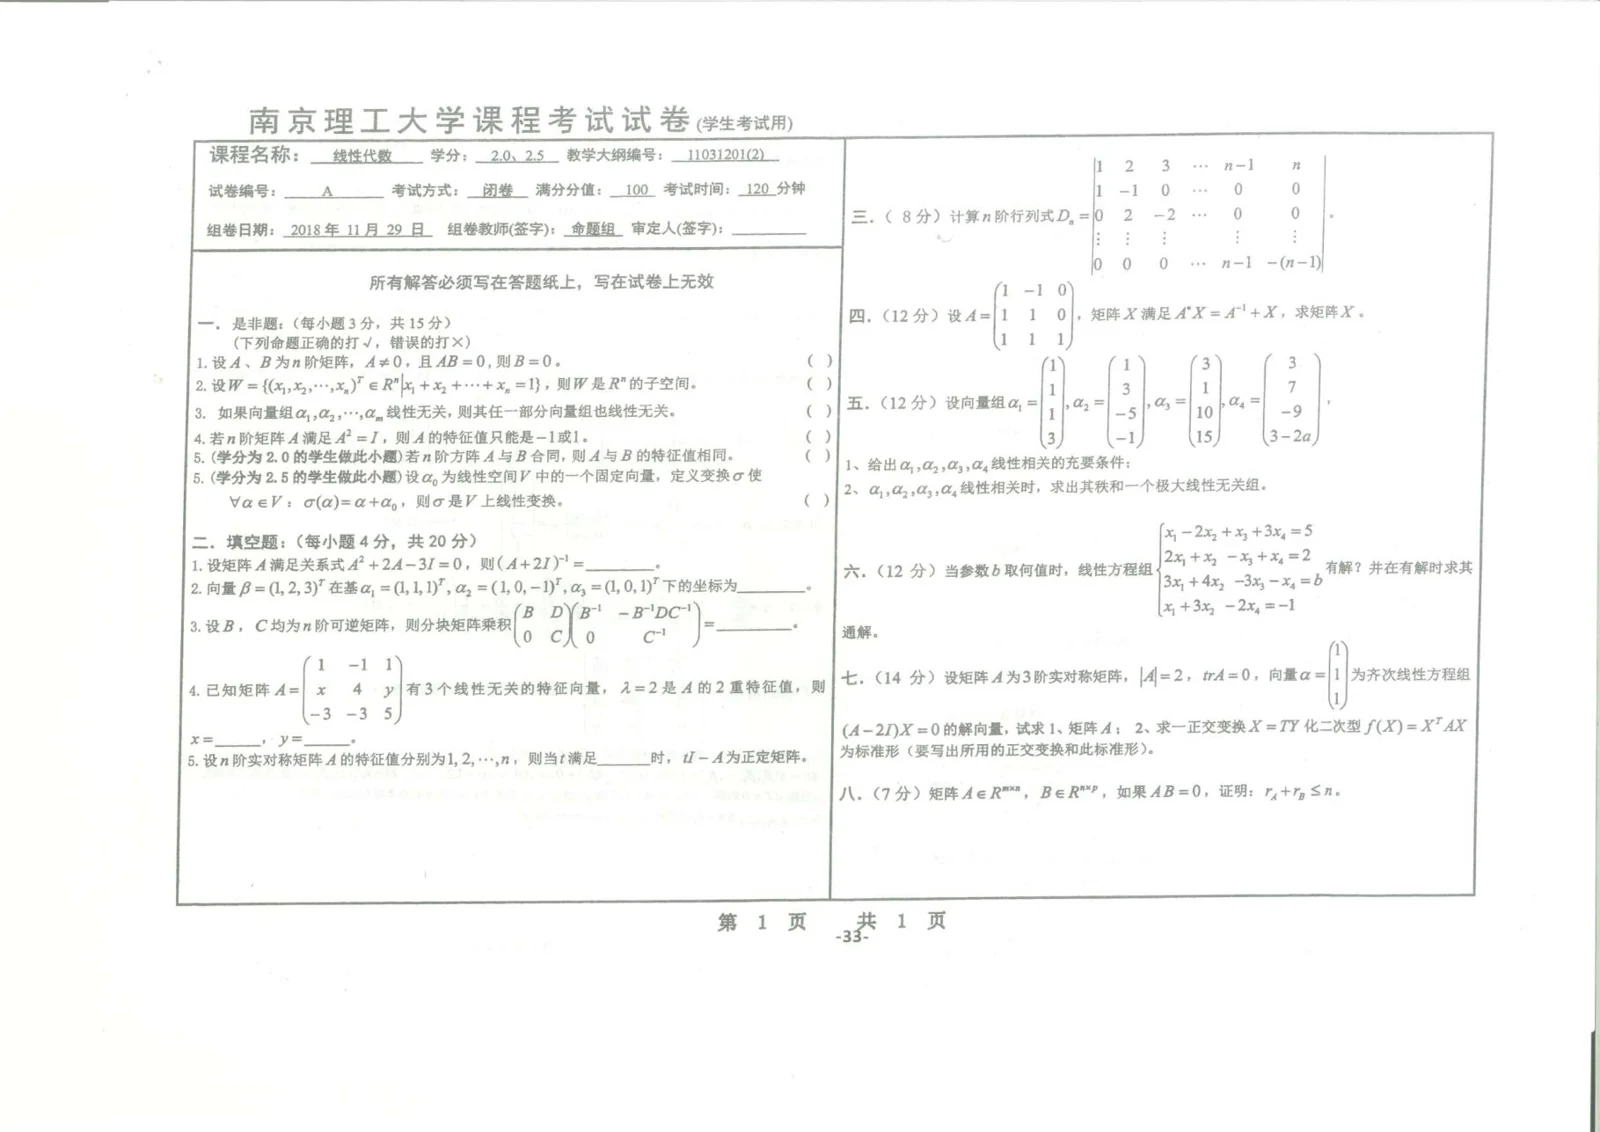 南京理工大学课程考试试卷(学生考试用)
课程名称: 线性代数 学分: 2.0、2.5 教学大纲编号: 11031201(2)
试卷编号: A 考试方式: 闭卷 满分分值: 100 考试时间: 120 分钟
组卷日期: 2018年 11月 29日 组卷教师(签字): 命题组 审定人(签字):
所有解答必须写在答题纸上，写在试卷上无效
一. 是非题:（每小题3分，共15分）
（下列命题正确的打√，错误的打×）
1. 设A、B为n阶矩阵，A≠0，且AB=0,则B=0。 ( )
2. 设W={(x₁,x₂,⋯,xₙ)ᵀ∈Rⁿ|x₁+x₂+⋯+xₙ=1}，则W是Rⁿ的子空间。 ( )
3. 如果向量组α₁,α₂,⋯,αₘ线性无关,则其任一部分向量组也线性无关。 ( )
4. 若n阶矩阵A满足A²=I，则A的特征值只能是−1或1。 ( )
5. (学分为2.0的学生做此小题)若n阶方阵A与B合同,则A与B的特征值相同。 ( )
5. (学分为2.5的学生做此小题)设α₀为线性空间V中的一个固定向量，定义变换σ使
∀α∈V：σ(α)=α+α₀，则σ是V上线性变换。 ( )
二. 填空题:（每小题4分，共20分）
1. 设矩阵A满足关系式A²+2A−3I=0，则(A+2I)⁻¹=______。
2. 向量β=(1,2,3)ᵀ在基α₁=(1,1,1)ᵀ, α₂=(1,0,−1)ᵀ,α₃=(1,0,1)ᵀ下的坐标为______。
3. 设B，C均为n阶可逆矩阵，则分块矩阵乘积(B D; 0 C)(B⁻¹ −B⁻¹DC⁻¹; 0 C⁻¹)=______。
4. 已知矩阵A=(1 −1 1; x 4 y; −3 −3 5)有3个线性无关的特征向量，λ=2是A的2重特征值，则
x=______，y=______。
5. 设n阶实对称矩阵A的特征值分别为1,2,⋯,n，则当t满足______时，tI−A为正定矩阵。
三.（ 8分）计算n阶行列式Dₙ=|1 2 3 ⋯ n−1 n; 1 −1 0 ⋯ 0 0; 0 2 −2 ⋯ 0 0; ⋮ ⋮ ⋮ ⋮ ⋮; 0 0 0 ⋯ n−1 −(n−1)|。
四.（12分）设A=(1 −1 0; 1 1 0; 1 1 1)，矩阵X满足A*X=A⁻¹+X，求矩阵X。
五.（12分）设向量组α₁=(1; 1; 1; 3),α₂=(1; 3; −5; −1),α₃=(3; 1; 10; 15),α₄=(3; 7; −9; 3−2a)，
1、给出α₁,α₂,α₃,α₄线性相关的充要条件;
2、α₁,α₂,α₃,α₄线性相关时，求出其秩和一个极大线性无关组。
六.（12分）当参数b取何值时，线性方程组{x₁−2x₂+x₃+3x₄=5; 2x₁+x₂−x₃+x₄=2; 3x₁+4x₂−3x₃−x₄=b; x₁+3x₂−2x₄=−1 有解？并在有解时求其
通解。
七.（14分）设矩阵A为3阶实对称矩阵，|A|=2，trA=0，向量α=(1; 1; 1)为齐次线性方程组
(A−2I)X=0的解向量,试求1、矩阵A； 2、求一正交变换X=TY化二次型f(X)=XᵀAX
为标准形（要写出所用的正交变换和此标准形）。
八.（7分）矩阵A∈Rᵐˣⁿ，B∈Rⁿˣᵖ，如果AB=0，证明：r_A+r_B≤n。
第 1 页 共 1 页
-33-